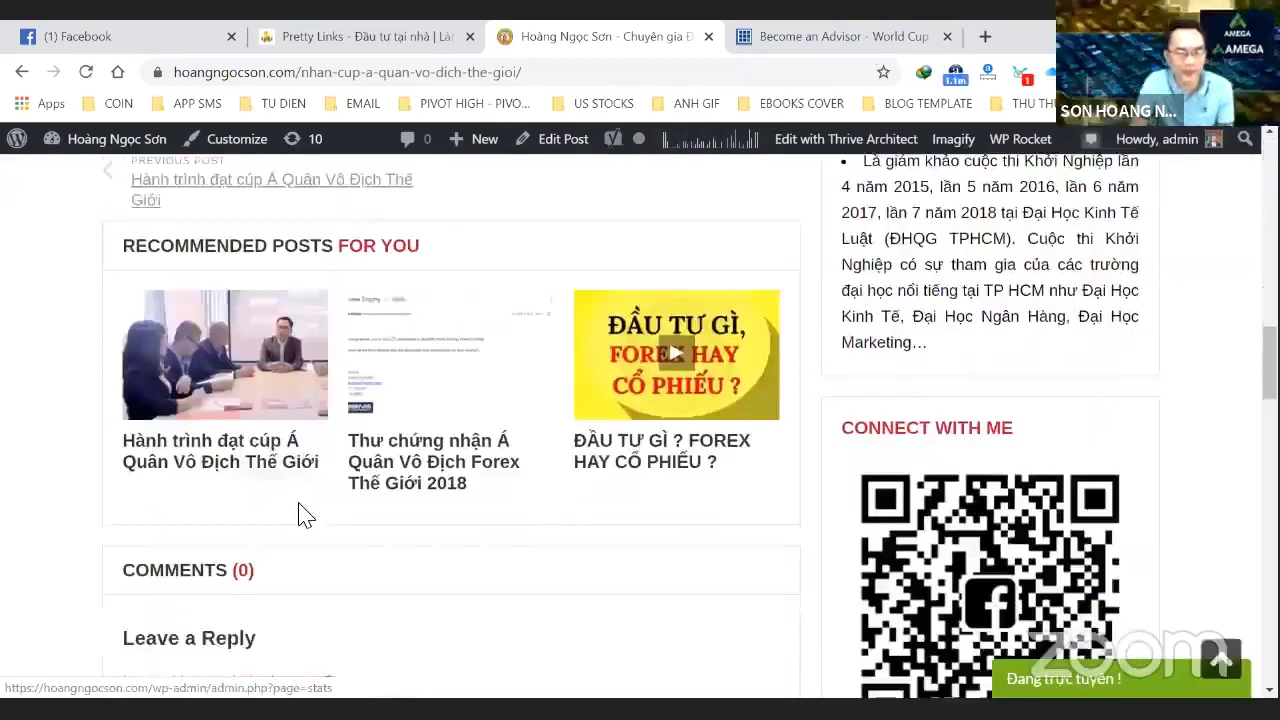 (1) Facebook
Pretty Links - Đầu tư tại nhà | Là
Hoàng Ngọc Sơn - Chuyên gia Đ
Become an Advisor - World Cup
hoangngocson.com/nhan-cup-a-quan-vo-dich-the-gioi/
1.1m
1
AMEGA
AMEGA
SON HOANG N...
Apps
COIN
APP SMS
TU DIEN
EMAIL
PIVOT HIGH - PIVO...
US STOCKS
ANH GIF
EBOOK COVER
BLOG TEMPLATE
Hoàng Ngọc Sơn
Customize
10
0
New
Edit Post
Edit with Thrive Architect
Imagify
WP Rocket
Howdy, admin
PREVIOUS POST
Hành trình đạt cúp Á Quân Vô Địch Thế
Giới
RECOMMENDED POSTS FOR YOU
ĐẦU TƯ GÌ,
FOREX HAY
CỔ PHIẾU ?
Hành trình đạt cúp Á
Quân Vô Địch Thế Giới
Thư chứng nhận Á
Quân Vô Địch Forex
Thế Giới 2018
ĐẦU TƯ GÌ ? FOREX
HAY CỔ PHIẾU ?
COMMENTS (0)
Leave a Reply
• Là giám khảo cuộc thi Khởi Nghiệp lần
4 năm 2015, lần 5 năm 2016, lần 6 năm
2017, lần 7 năm 2018 tại Đại Học Kinh Tế
Luật (ĐHQG TPHCM). Cuộc thi Khởi
Nghiệp có sự tham gia của các trường
đại học nổi tiếng tại TP HCM như Đại Học
Kinh Tế, Đại Học Ngân Hàng, Đại Học
Marketing…
CONNECT WITH ME
zoom
Đang trực tuyến !
https://hoangngocson.com/wp-admin/admin.php?page=stats